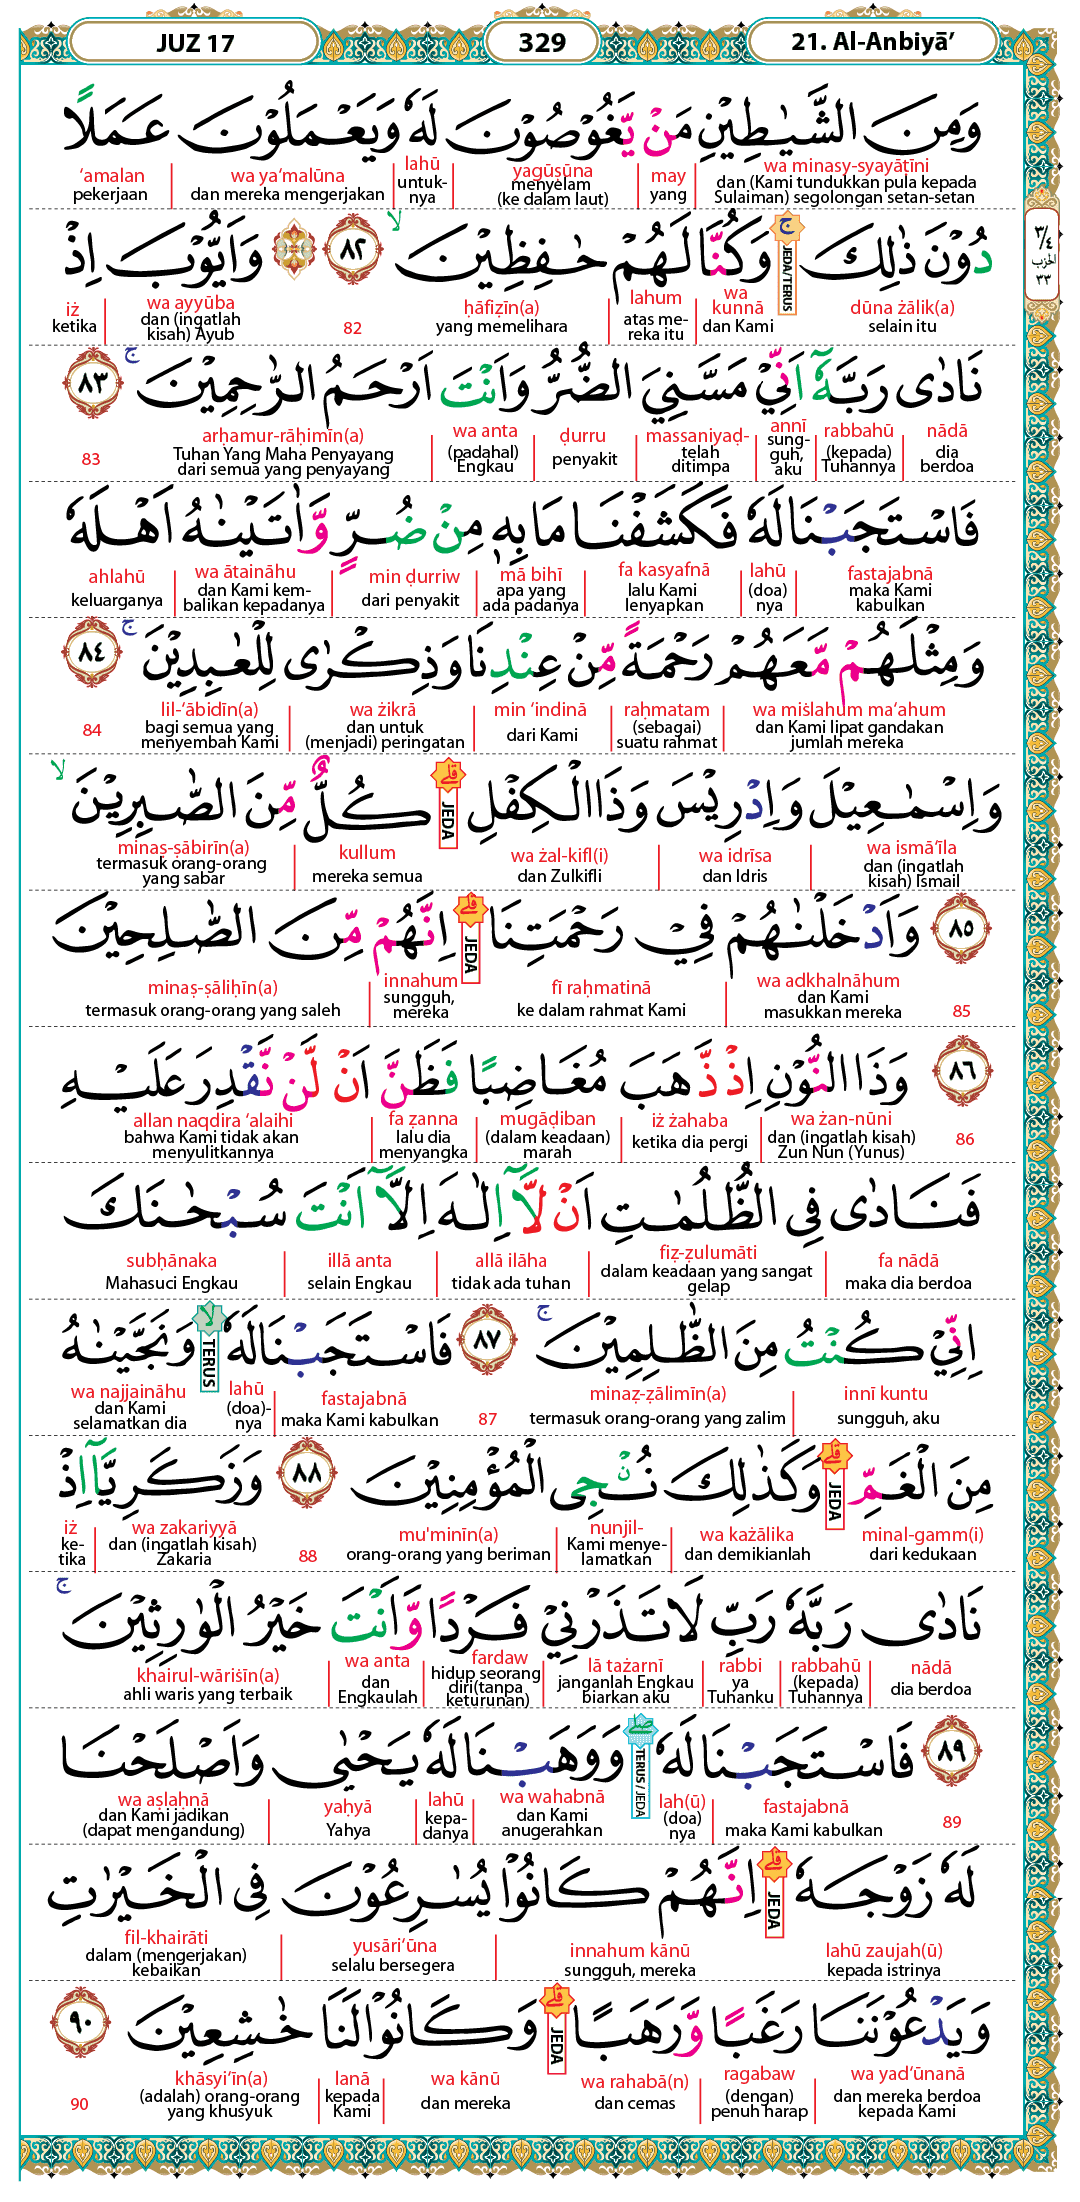 JUZ 17 329 21. Al-Anbiyā’
وَمِنَ الشَّيٰطِيْنِ مَنْ يَّغُوْصُوْنَ لَهٗ وَيَعْمَلُوْنَ عَمَلًا
wa minasy-syayāṭīni may yagūṣūna lahū wa ya‘malūna ‘amalan
dan (Kami tundukkan pula kepada Sulaiman) segolongan setan-setan yang menyelam (ke dalam laut) untuk-nya dan mereka mengerjakan pekerjaan
دُوْنَ ذٰلِكَ ۚ وَكُنَّا لَهُمْ حٰفِظِيْنَ ۙ ٨٢ ۞ وَاَيُّوْبَ اِذْ
JEDA/TERUS
dūna żālik(a) wa kunnā lahum ḥāfiẓīn(a) wa ayyūba iż
selain itu dan Kami atas me-reka itu yang memelihara 82 dan (ingatlah kisah) Ayub ketika
٣/٤ الحزب ٣٣
نَادٰى رَبَّهٗٓ اَنِّيْ مَسَّنِيَ الضُّرُّ وَاَنْتَ اَرْحَمُ الرّٰحِمِيْنَ ۚ ٨٣
nādā rabbahū annī massaniyaḍ- ḍurru wa anta arḥamur-rāḥimīn(a)
dia berdoa (kepada) Tuhannya sung-guh, aku telah ditimpa penyakit (padahal) Engkau Tuhan Yang Maha Penyayang dari semua yang penyayang 83
فَاسْتَجَبْنَا لَهٗ فَكَشَفْنَا مَا بِهٖ مِنْ ضُرٍّ وَّاٰتَيْنٰهُ اَهْلَهٗ
fastajabnā lahū fa kasyafnā mā bihī min ḍurriw wa ātaināhu ahlahū
maka Kami kabulkan (doa) nya lalu Kami lenyapkan apa yang ada padanya dari penyakit dan Kami kem-balikan kepadanya keluarganya
وَمِثْلَهُمْ مَّعَهُمْ رَحْمَةً مِّنْ عِنْدِنَا وَذِكْرٰى لِلْعٰبِدِيْنَ ۚ ٨٤
wa miślahum ma‘ahum raḥmatam min ‘indinā wa żikrā lil-‘ābidīn(a)
dan Kami lipat gandakan jumlah mereka (sebagai) suatu rahmat dari Kami dan untuk (menjadi) peringatan bagi semua yang menyembah Kami 84
وَاِسْمٰعِيْلَ وَاِدْرِيْسَ وَذَا الْكِفْلِ ۗ كُلٌّ مِّنَ الصّٰبِرِيْنَ ۙ
JEDA
wa ismā‘īla wa idrīsa wa żal-kifl(i) kullum minaṣ-ṣābirīn(a)
dan (ingatlah kisah) Ismail dan Idris dan Zulkifli mereka semua termasuk orang-orang yang sabar
٨٥ وَاَدْخَلْنٰهُمْ فِيْ رَحْمَتِنَا ۗ اِنَّهُمْ مِّنَ الصّٰلِحِيْنَ
JEDA
wa adkhalnāhum fī raḥmatinā innahum minaṣ-ṣāliḥīn(a)
85 dan Kami masukkan mereka ke dalam rahmat Kami sungguh, mereka termasuk orang-orang yang saleh
٨٦ وَذَا النُّوْنِ اِذْ ذَّهَبَ مُغَاضِبًا فَظَنَّ اَنْ لَّنْ نَّقْدِرَ عَلَيْهِ
wa żan-nūni iż żahaba mugāḍiban fa ẓanna allan naqdira ‘alaihi
86 dan (ingatlah kisah) Zun Nun (Yunus) ketika dia pergi (dalam keadaan) marah lalu dia menyangka bahwa Kami tidak akan menyulitkannya
فَنَادٰى فِى الظُّلُمٰتِ اَنْ لَّآ اِلٰهَ اِلَّآ اَنْتَ سُبْحٰنَكَ
fa nādā fiẓ-ẓulumāti allā ilāha illā anta subḥānaka
maka dia berdoa dalam keadaan yang sangat gelap tidak ada tuhan selain Engkau Mahasuci Engkau
اِنِّيْ كُنْتُ مِنَ الظّٰلِمِيْنَ ۚ ٨٧ فَاسْتَجَبْنَا لَهٗ ۙ وَنَجَّيْنٰهُ
TERUS
innī kuntu minaẓ-ẓālimīn(a) fastajabnā lahū wa najjaināhu
sungguh, aku termasuk orang-orang yang zalim 87 maka Kami kabulkan (doa)-nya dan Kami selamatkan dia
مِنَ الْغَمِّ ۗ وَكَذٰلِكَ نُـْۨجِى الْمُؤْمِنِيْنَ ٨٨ وَزَكَرِيَّآ اِذْ
JEDA
minal-gamm(i) wa każālika nunjil- mu'minīn(a) wa zakariyyā iż
dari kedukaan dan demikianlah Kami menye-lamatkan orang-orang yang beriman 88 dan (ingatlah kisah) Zakaria ke-tika
نَادٰى رَبَّهٗ رَبِّ لَا تَذَرْنِيْ فَرْدًا وَّاَنْتَ خَيْرُ الْوٰرِثِيْنَ ۚ
nādā rabbahū rabbi lā tażarnī fardaw wa anta khairul-wāriśīn(a)
dia berdoa (kepada) Tuhannya ya Tuhanku janganlah Engkau biarkan aku hidup seorang diri(tanpa keturunan) dan Engkaulah ahli waris yang terbaik
٨٩ فَاسْتَجَبْنَا لَهٗ ۖ وَوَهَبْنَا لَهٗ يَحْيٰى وَاَصْلَحْنَا
TERUS / JEDA
fastajabnā lah(ū) wa wahabnā lahū yaḥyā wa aṣlaḥnā
89 maka Kami kabulkan (doa) nya dan Kami anugerahkan kepa-danya Yahya dan Kami jadikan (dapat mengandung)
لَهٗ زَوْجَهٗ ۗ اِنَّهُمْ كَانُوْا يُسٰرِعُوْنَ فِى الْخَيْرٰتِ
JEDA
lahū zaujah(ū) innahum kānū yusāri‘ūna fil-khairāti
kepada istrinya sungguh, mereka selalu bersegera dalam (mengerjakan) kebaikan
وَيَدْعُوْنَنَا رَغَبًا وَّرَهَبًا ۗ وَكَانُوْا لَنَا خٰشِعِيْنَ ٩٠
JEDA
wa yad‘ūnanā ragabaw wa rahabā(n) wa kānū lanā khāsyi‘īn(a)
dan mereka berdoa kepada Kami (dengan) penuh harap dan cemas dan mereka kepada Kami (adalah) orang-orang yang khusyuk 90